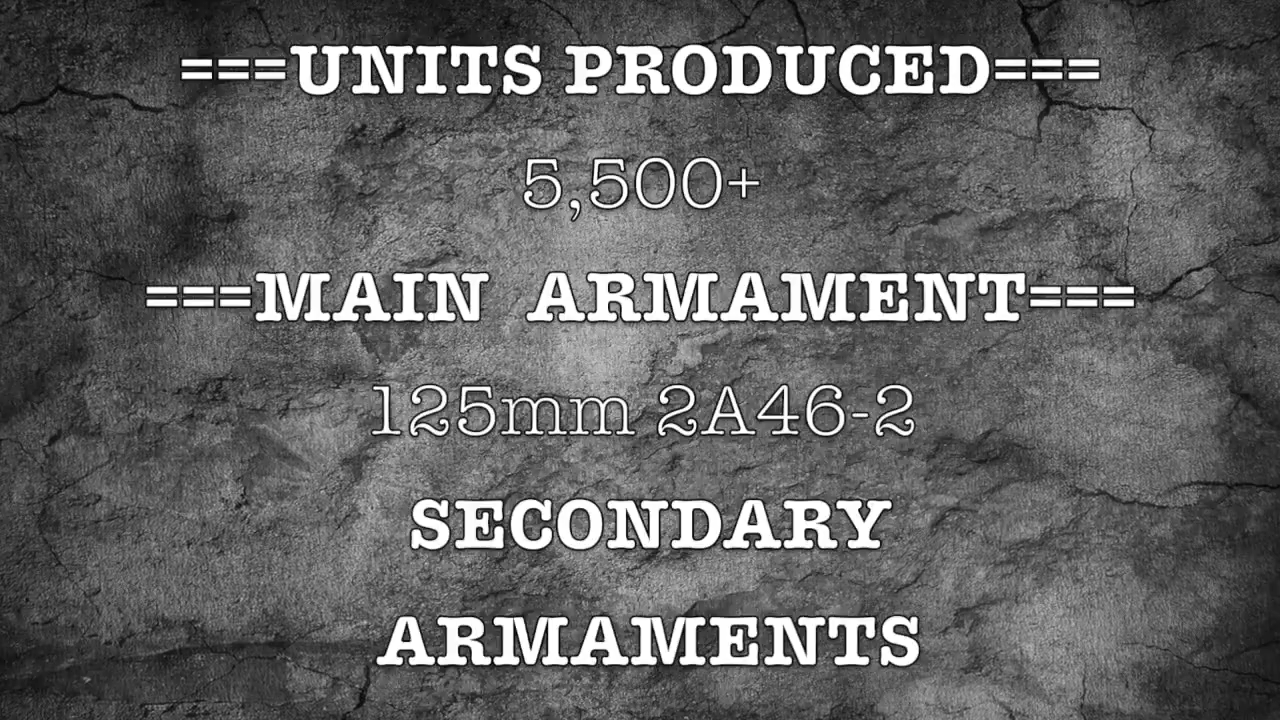 ===UNITS PRODUCED===
5,500+
===MAIN ARMAMENT===
125mm 2A46-2
SECONDARY
ARMAMENTS